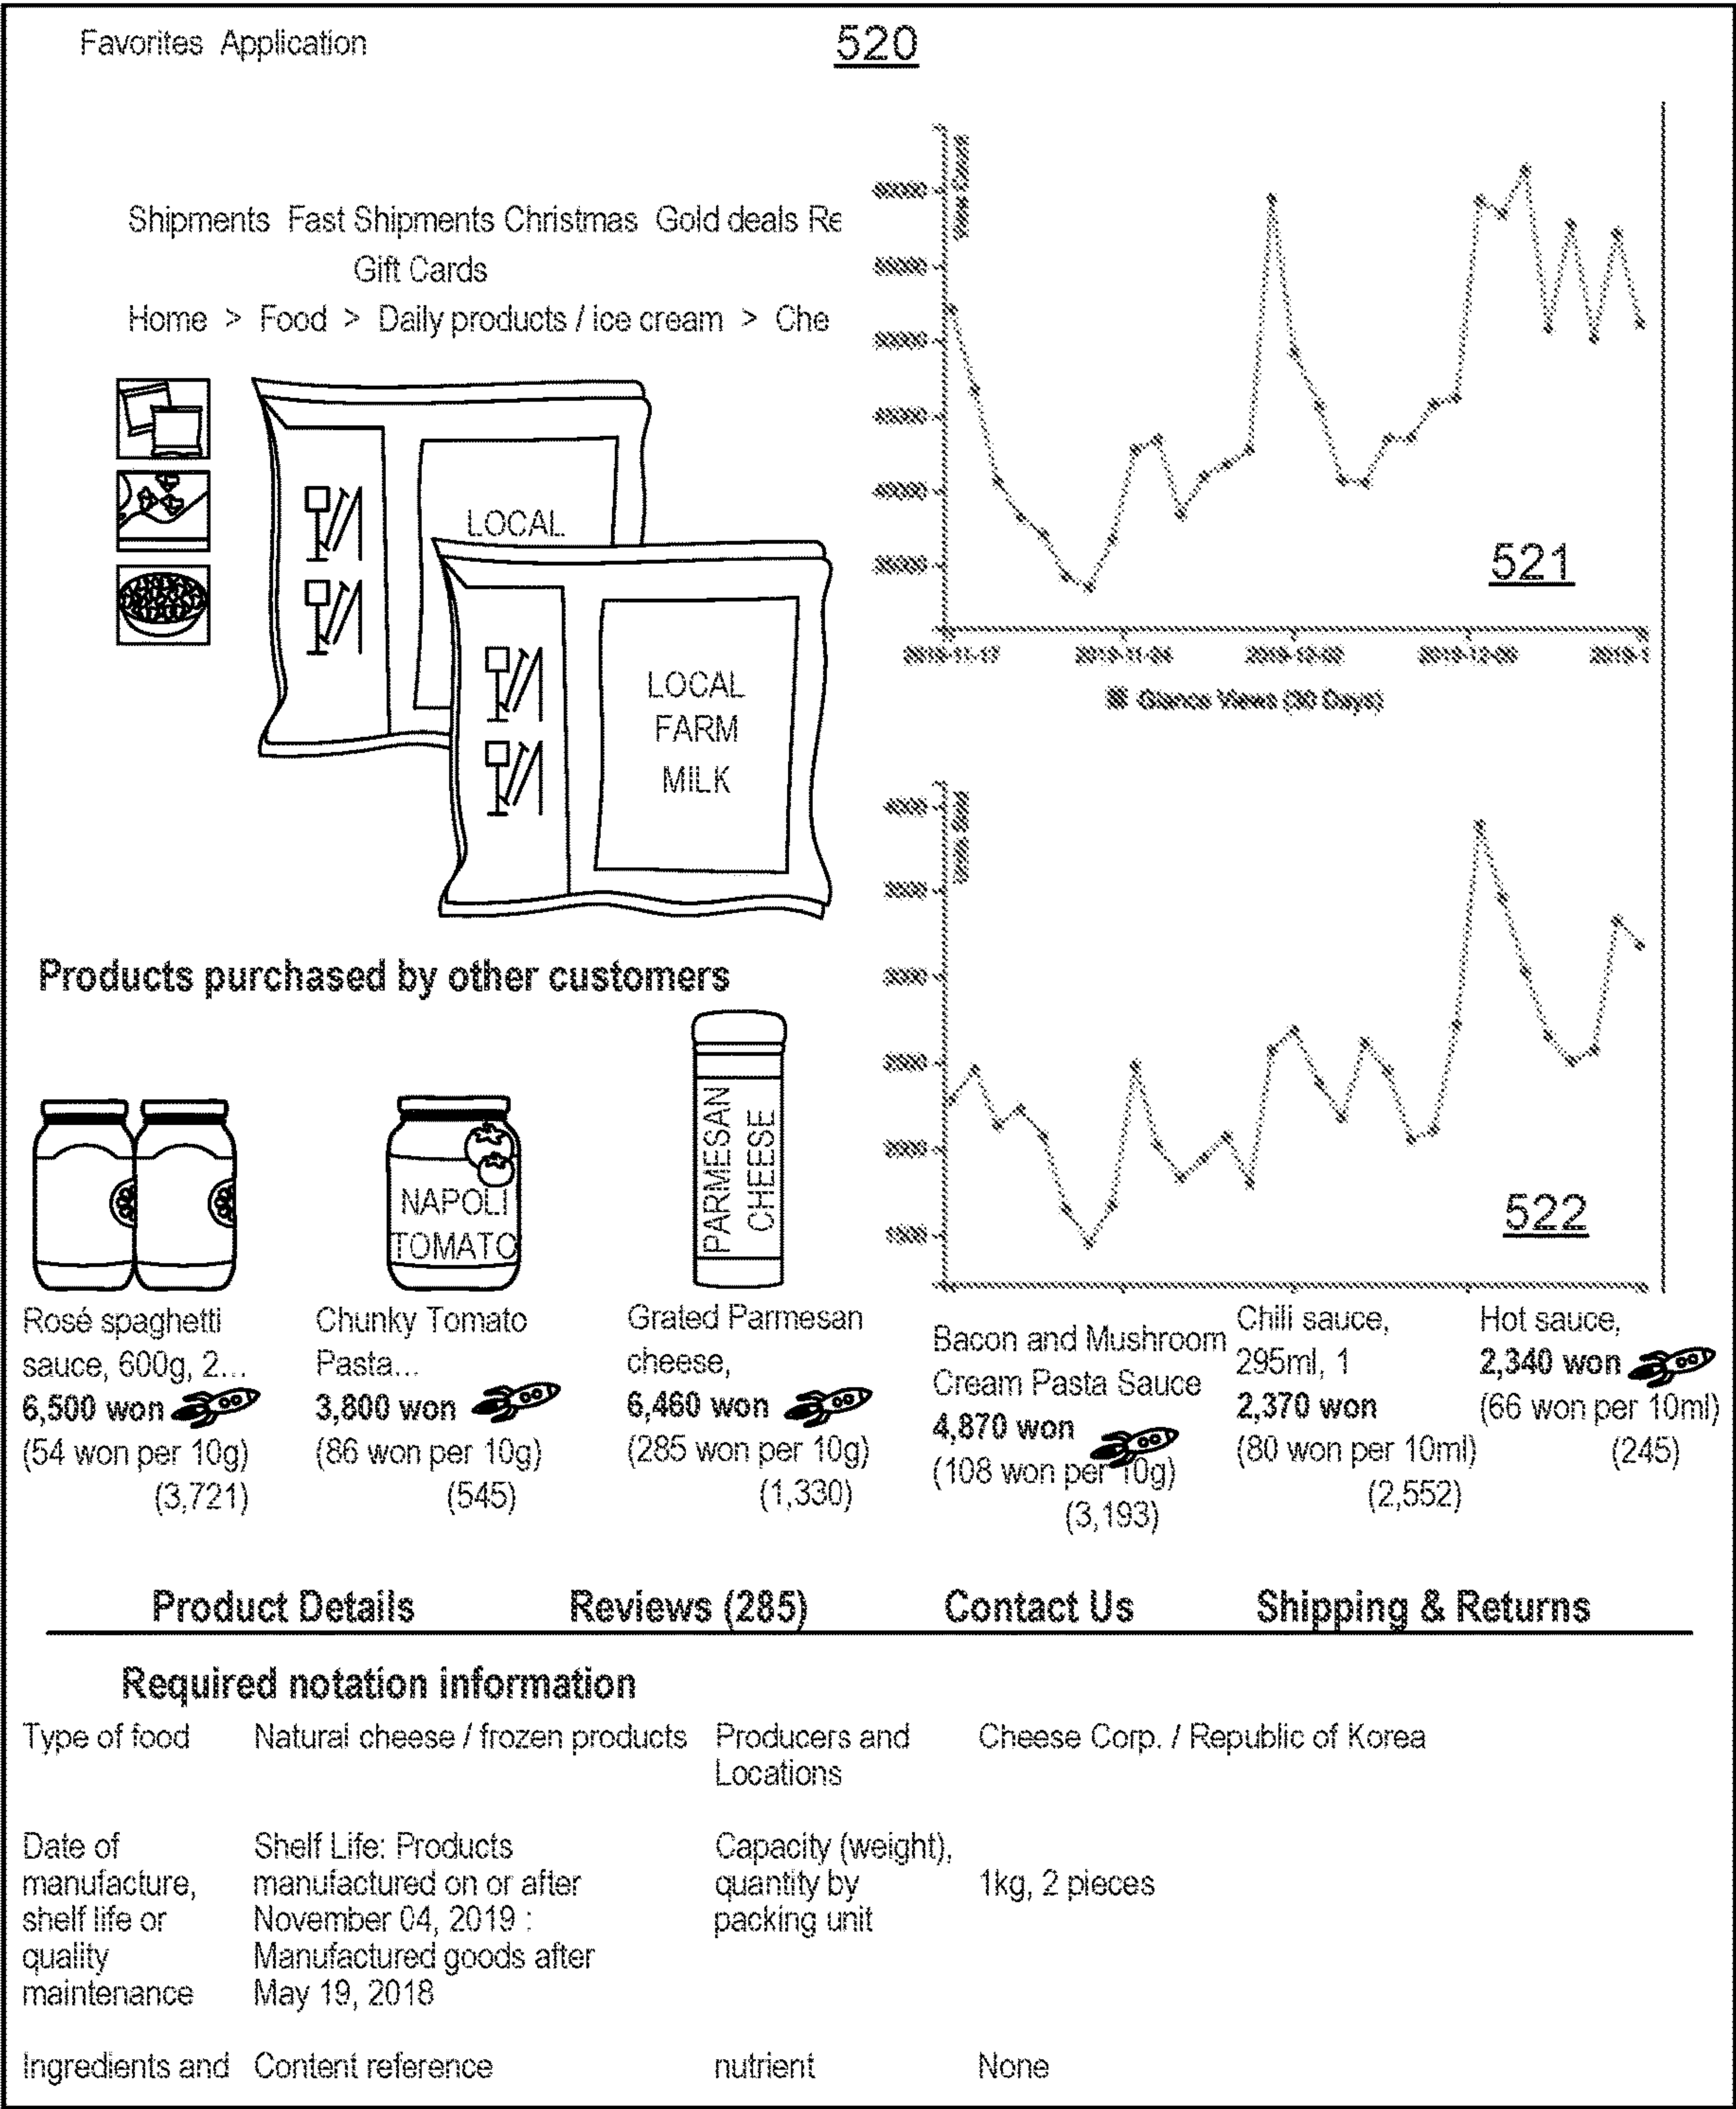 Favorites Application
520
Shipments Fast Shipments Christmas Gold deals Re
Gift Cards
Home > Food > Daily products / ice cream > Che
LOCAL
LOCAL
FARM
MILK
521
Glance Views (30 Days)
522
Products purchased by other customers
NAPOLI
TOMATO
PARMESAN
CHEESE
Rosé spaghetti
sauce, 600g, 2...
6,500 won
(54 won per 10g)
(3,721)
Chunky Tomato
Pasta...
3,800 won
(86 won per 10g)
(545)
Grated Parmesan
cheese,
6,460 won
(285 won per 10g)
(1,330)
Bacon and Mushroom
Cream Pasta Sauce
4,870 won
(108 won per 10g)
(3,193)
Chili sauce,
295ml, 1
2,370 won
(80 won per 10ml)
(2,552)
Hot sauce,
2,340 won
(66 won per 10ml)
(245)
Product Details Reviews (285) Contact Us Shipping & Returns
Required notation information
Type of food
Natural cheese / frozen products
Producers and
Locations
Cheese Corp. / Republic of Korea
Date of
manufacture,
shelf life or
quality
maintenance
Shelf Life: Products
manufactured on or after
November 04, 2019 :
Manufactured goods after
May 19, 2018
Capacity (weight),
quantity by
packing unit
1kg, 2 pieces
Ingredients and
Content reference
nutrient
None